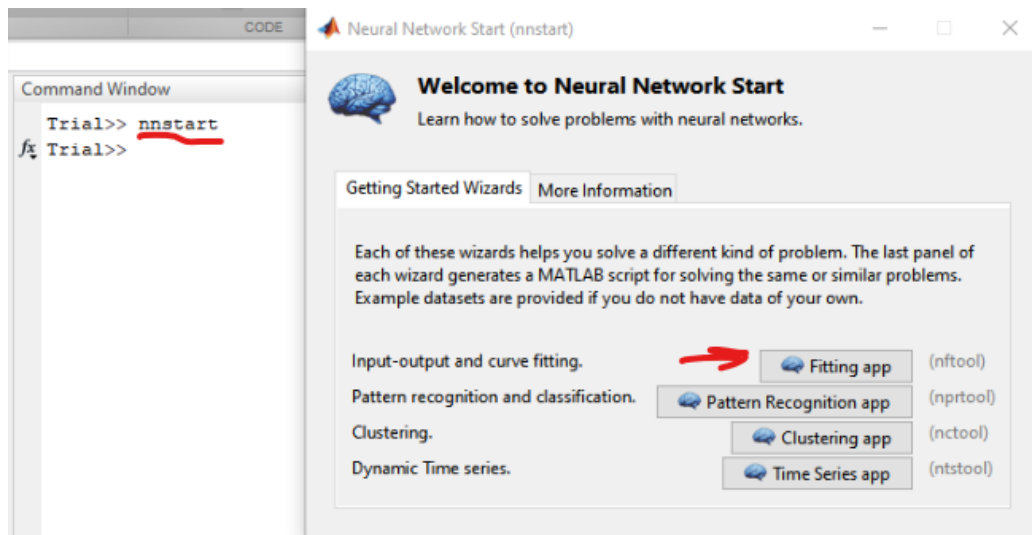 CODE
Command Window
Trial>> nnstart
fx Trial>>
Neural Network Start (nnstart)
Welcome to Neural Network Start
Learn how to solve problems with neural networks.
Getting Started Wizards More Information
Each of these wizards helps you solve a different kind of problem. The last panel of
each wizard generates a MATLAB script for solving the same or similar problems.
Example datasets are provided if you do not have data of your own.
Input-output and curve fitting. Fitting app (nftool)
Pattern recognition and classification. Pattern Recognition app (nprtool)
Clustering. Clustering app (nctool)
Dynamic Time series. Time Series app (ntstool)